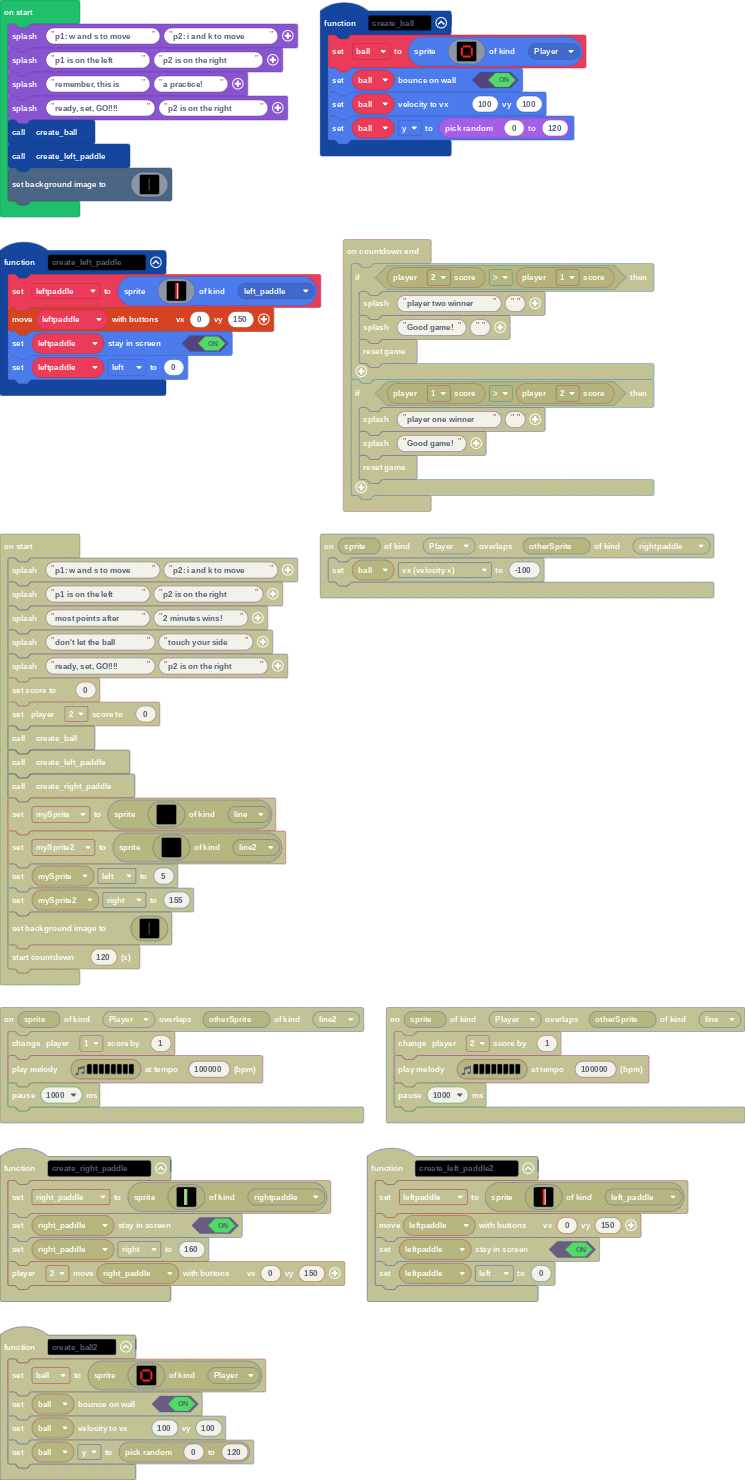 on start
splash "p1: w and s to move" "p2: i and k to move"
splash "p1 is on the left" "p2 is on the right"
splash "remember, this is" "a practice!"
splash "ready, set, GO!!!!" "p2 is on the right"
call create_ball
call create_left_paddle
set background image to
function create_ball
set ball to sprite of kind Player
set ball bounce on wall ON
set ball velocity to vx 100 vy 100
set ball y to pick random 0 to 120
function create_left_paddle
set leftpaddle to sprite of kind left_paddle
move leftpaddle with buttons vx 0 vy 150
set leftpaddle stay in screen ON
set leftpaddle left to 0
on countdown end
if player 2 score > player 1 score then
splash "player two winner" " "
splash "Good game!" " "
reset game
if player 1 score > player 2 score then
splash "player one winner" " "
splash "Good game!"
reset game
on start
splash "p1: w and s to move" "p2: i and k to move"
splash "p1 is on the left" "p2 is on the right"
splash "most points after" "2 minutes wins!"
splash "don't let the ball" "touch your side"
splash "ready, set, GO!!!!" "p2 is on the right"
set score to 0
set player 2 score to 0
call create_ball
call create_left_paddle
call create_right_paddle
set mySprite to sprite of kind line
set mySprite2 to sprite of kind line2
set mySprite left to 5
set mySprite2 right to 155
set background image to
start countdown 120 (s)
on sprite of kind Player overlaps otherSprite of kind rightpaddle
set ball vx (velocity x) to -100
on sprite of kind Player overlaps otherSprite of kind line2
change player 1 score by 1
play melody at tempo 100000 (bpm)
pause 1000 ms
on sprite of kind Player overlaps otherSprite of kind line
change player 2 score by 1
play melody at tempo 100000 (bpm)
pause 1000 ms
function create_right_paddle
set right_paddle to sprite of kind rightpaddle
set right_paddle stay in screen ON
set right_paddle right to 160
player 2 move right_paddle with buttons vx 0 vy 150
function create_left_paddle2
set leftpaddle to sprite of kind left_paddle
move leftpaddle with buttons vx 0 vy 150
set leftpaddle stay in screen ON
set leftpaddle left to 0
function create_ball2
set ball to sprite of kind Player
set ball bounce on wall ON
set ball velocity to vx 100 vy 100
set ball y to pick random 0 to 120